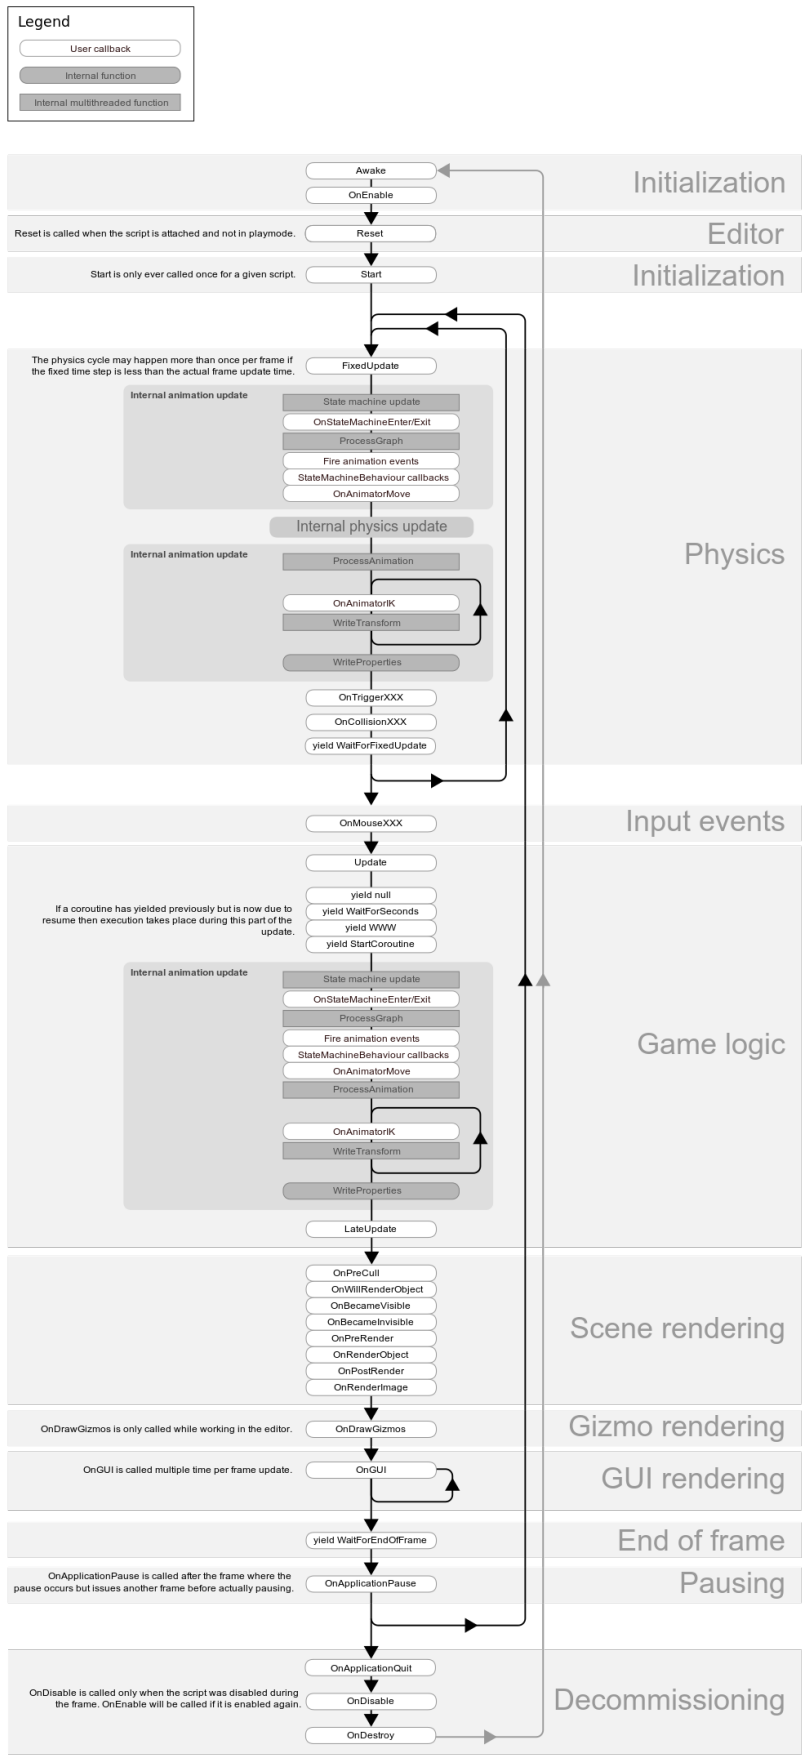 Legend
User callback
Internal function
Internal multithreaded function
Awake
OnEnable
Initialization
Reset is called when the script is attached and not in playmode.
Reset
Editor
Start is only ever called once for a given script.
Start
Initialization
The physics cycle may happen more than once per frame if
the fixed time step is less than the actual frame update time.
FixedUpdate
Internal animation update
State machine update
OnStateMachineEnter/Exit
ProcessGraph
Fire animation events
StateMachineBehaviour callbacks
OnAnimatorMove
Internal physics update
Internal animation update
ProcessAnimation
OnAnimatorIK
WriteTransform
WriteProperties
OnTriggerXXX
OnCollisionXXX
yield WaitForFixedUpdate
Physics
OnMouseXXX
Input events
Update
If a coroutine has yielded previously but is now due to
resume then execution takes place during this part of the
update.
yield null
yield WaitForSeconds
yield WWW
yield StartCoroutine
Internal animation update
State machine update
OnStateMachineEnter/Exit
ProcessGraph
Fire animation events
StateMachineBehaviour callbacks
OnAnimatorMove
ProcessAnimation
OnAnimatorIK
WriteTransform
WriteProperties
LateUpdate
Game logic
OnPreCull
OnWillRenderObject
OnBecameVisible
OnBecameInvisible
OnPreRender
OnRenderObject
OnPostRender
OnRenderImage
Scene rendering
OnDrawGizmos is only called while working in the editor.
OnDrawGizmos
Gizmo rendering
OnGUI is called multiple time per frame update.
OnGUI
GUI rendering
yield WaitForEndOfFrame
End of frame
OnApplicationPause is called after the frame where the
pause occurs but issues another frame before actually pausing.
OnApplicationPause
Pausing
OnApplicationQuit
OnDisable is called only when the script was disabled during
the frame. OnEnable will be called if it is enabled again.
OnDisable
OnDestroy
Decommissioning